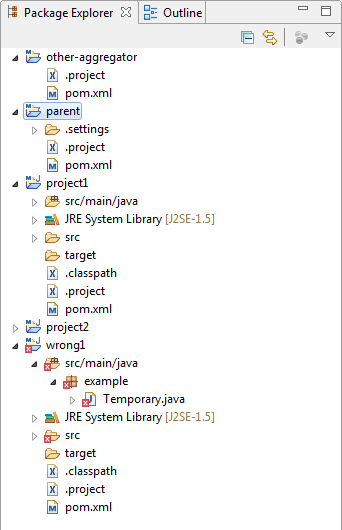 Package Explorer
Outline
other-aggregator
.project
pom.xml
parent
.settings
.project
pom.xml
project1
src/main/java
JRE System Library [J2SE-1.5]
src
target
.classpath
.project
pom.xml
project2
wrong1
src/main/java
example
Temporary.java
JRE System Library [J2SE-1.5]
src
target
.classpath
.project
pom.xml